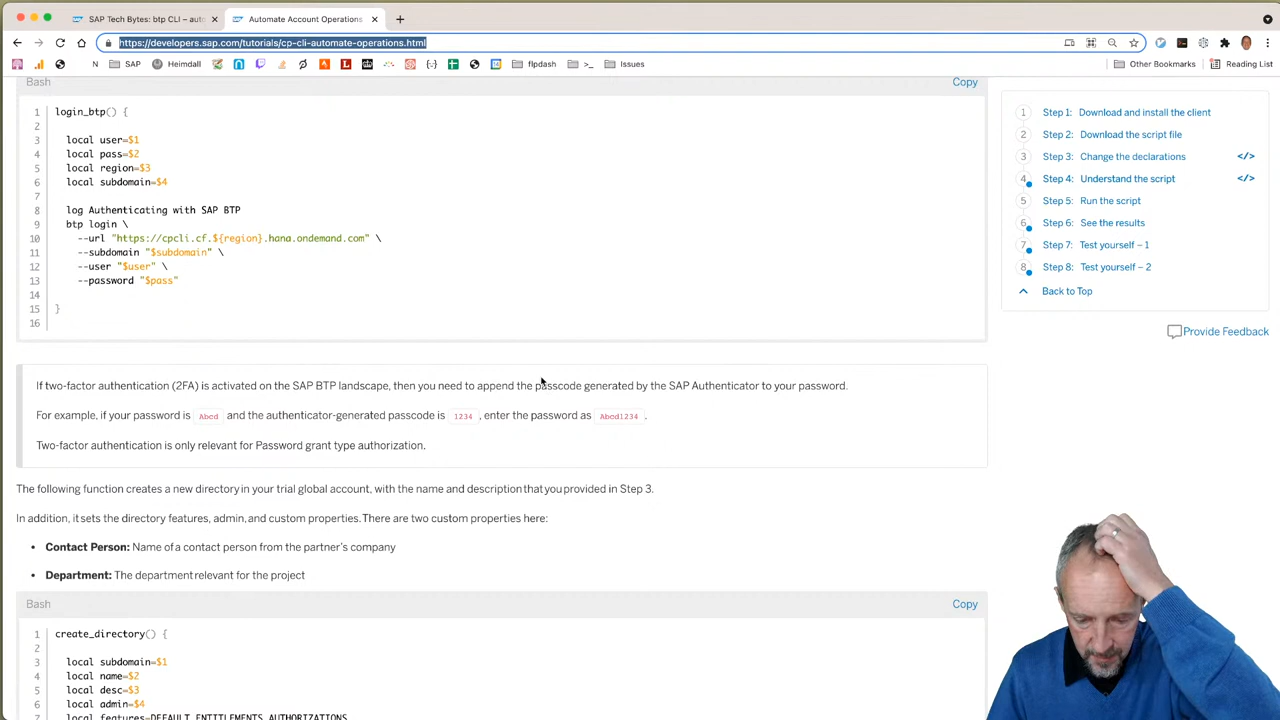 SAP Tech Bytes: btp CLI – auto
Automate Account Operations
https://developers.sap.com/tutorials/cp-cli-automate-operations.html
N
SAP
Heimdall
flpdash
>_
Issues
Other Bookmarks
Reading List
Bash
Copy
1 login_btp() {
2
3 local user=$1
4 local pass=$2
5 local region=$3
6 local subdomain=$4
7
8 log Authenticating with SAP BTP
9 btp login \
10 --url "https://cpcli.cf.${region}.hana.ondemand.com" \
11 --subdomain "$subdomain" \
12 --user "$user" \
13 --password "$pass"
14
15 }
16
If two-factor authentication (2FA) is activated on the SAP BTP landscape, then you need to append the passcode generated by the SAP Authenticator to your password.
For example, if your password is Abcd and the authenticator-generated passcode is 1234 , enter the password as Abcd1234 .
Two-factor authentication is only relevant for Password grant type authorization.
The following function creates a new directory in your trial global account, with the name and description that you provided in Step 3.
In addition, it sets the directory features, admin, and custom properties. There are two custom properties here:
• Contact Person: Name of a contact person from the partner's company
• Department: The department relevant for the project
Bash
Copy
1 create_directory() {
2
3 local subdomain=$1
4 local name=$2
5 local desc=$3
6 local admin=$4
local features=DEFAULT,ENTITLEMENTS,AUTHORIZATIONS
1 Step 1: Download and install the client
2 Step 2: Download the script file
3 Step 3: Change the declarations </>
4 Step 4: Understand the script </>
5 Step 5: Run the script
6 Step 6: See the results
7 Step 7: Test yourself – 1
8 Step 8: Test yourself – 2
Back to Top
Provide Feedback